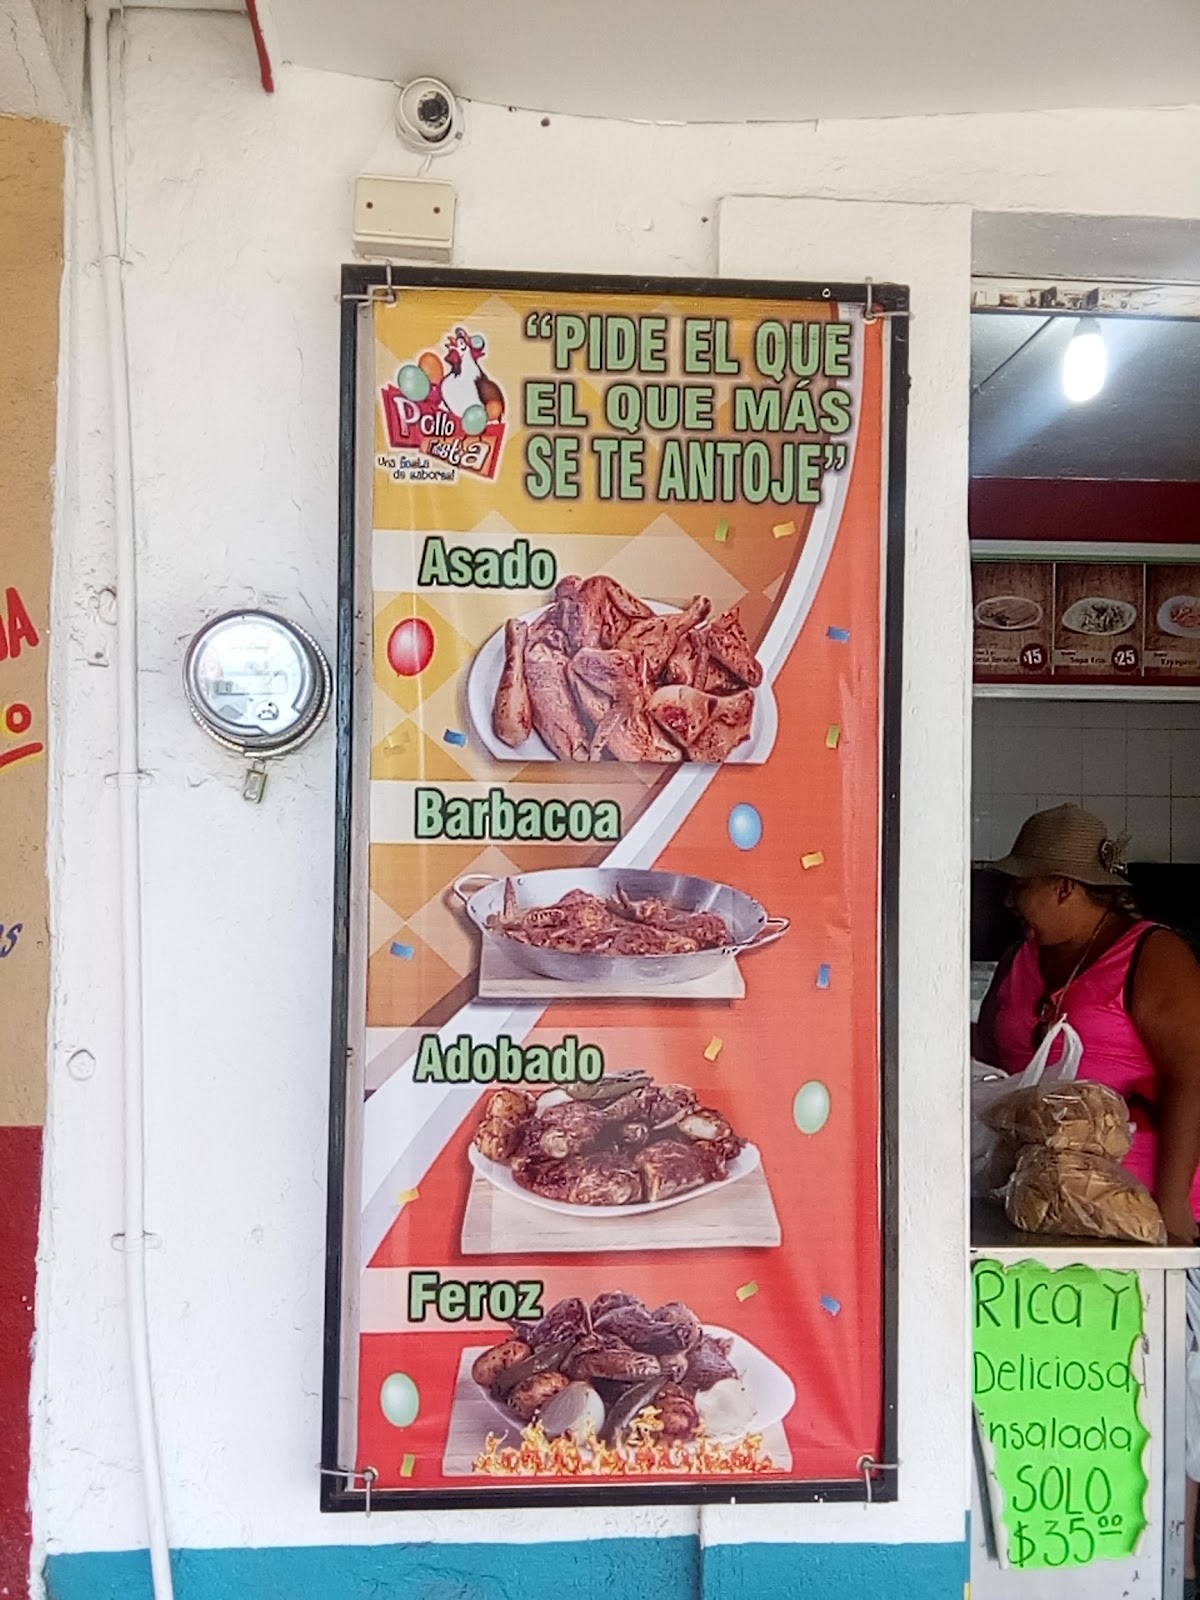 Pollo
Una fiesta
de sabores!
“PIDE EL QUE
EL QUE MÁS
SE TE ANTOJE”
Asado
Barbacoa
Adobado
Feroz
$15
$25
RICA Y
Deliciosa
Ensalada
SOLO
$35.00